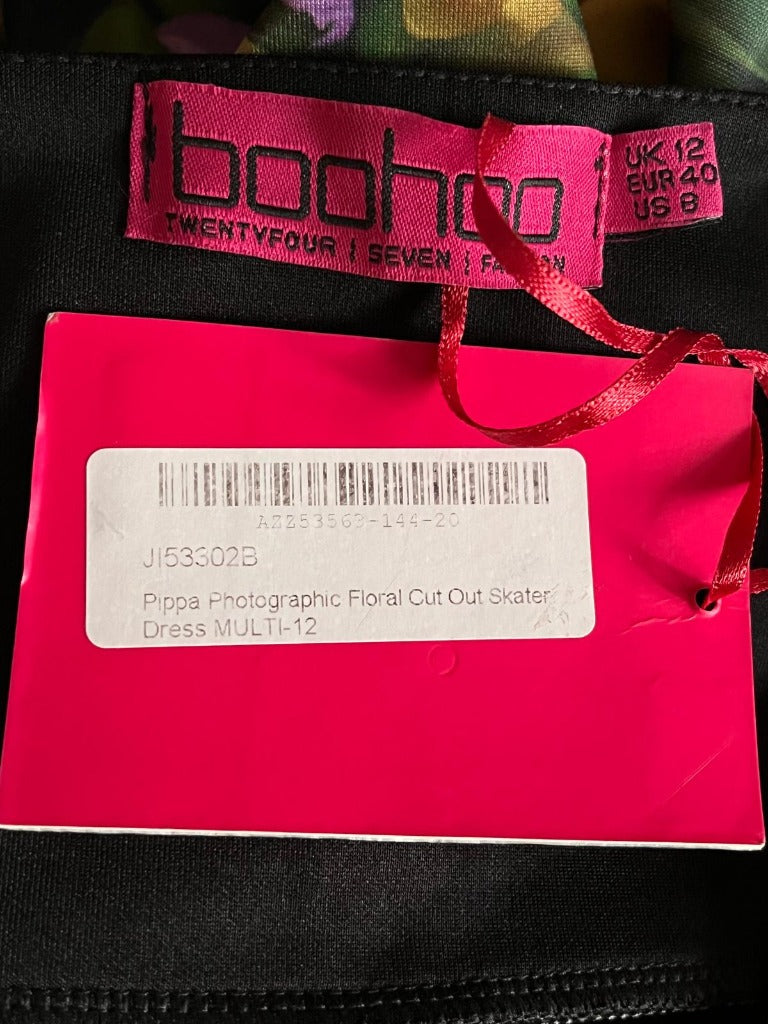 boohoo
TWENTYFOUR | SEVEN |
UK 12
EUR 40
US 8
AZZ53563-144-20
JI53302B
Pippa Photographic Floral Cut Out Skater
Dress MULTI-12